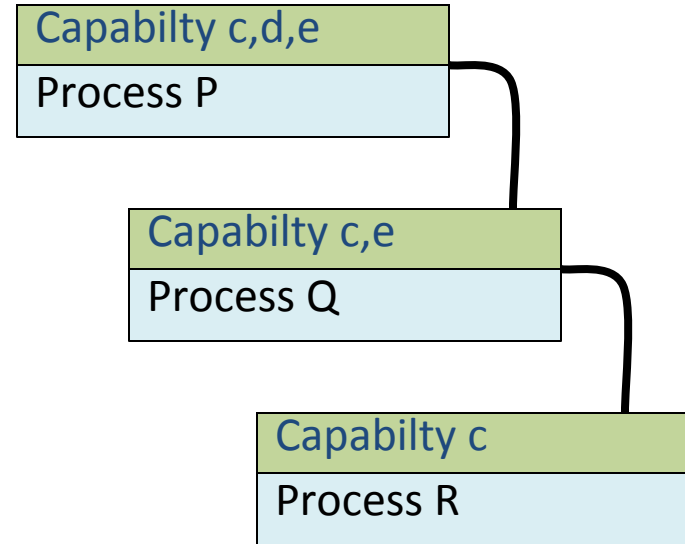 Capabilty c,d,e
Process P
Capabilty c,e
Process Q
Capabilty c
Process R